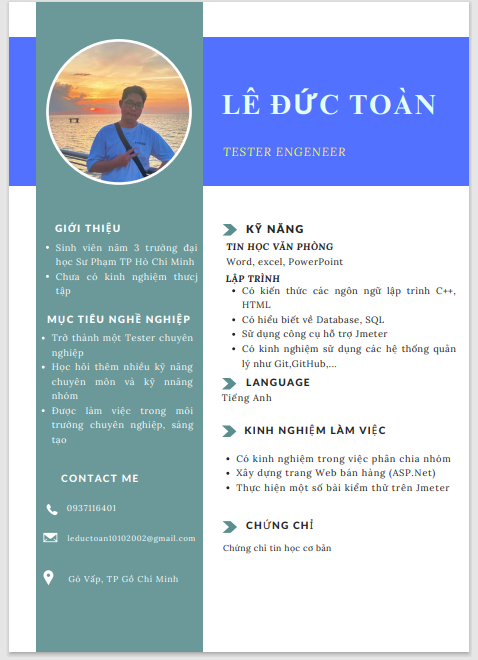 LÊ ĐỨC TOÀN
TESTER ENGENEER
GIỚI THIỆU
Sinh viên năm 3 trường đại
học Sư Phạm TP Hò Chí Minh
Chưa có kinh nghiệm thưcj
tập
MỤC TIÊU NGHỀ NGHIỆP
Trở thành một Tester chuyên
nghiệp
Học hỏi thêm nhiều kỹ năng
chuyên môn và kỹ nnăng
nhóm
Được làm việc trong môi
trường chuyên nghiệp, sáng
tạo
CONTACT ME
0937116401
leductoan10102002@gmail.com
Gò Vấp, TP Gồ Chí Minh
KỸ NĂNG
TIN HỌC VĂN PHÒNG
Word, excel, PowerPoint
LẬP TRÌNH
Có kiến thức các ngôn ngữ lập trình C++,
HTML
Có hiểu biết về Database, SQL
Sử dụng công cụ hỗ trợ Jmeter
Có kinh nghiệm sử dụng các hệ thống quản
lý như Git,GitHub,...
LANGUAGE
Tiếng Anh
KINH NGHIỆM LÀM VIỆC
Có kinh nghiệm trong việc phân chia nhóm
Xây dựng trang Web bán hàng (ASP.Net)
Thực hiện một số bài kiểm thử trên Jmeter
CHỨNG CHỈ
Chứng chỉ tin học cơ bản